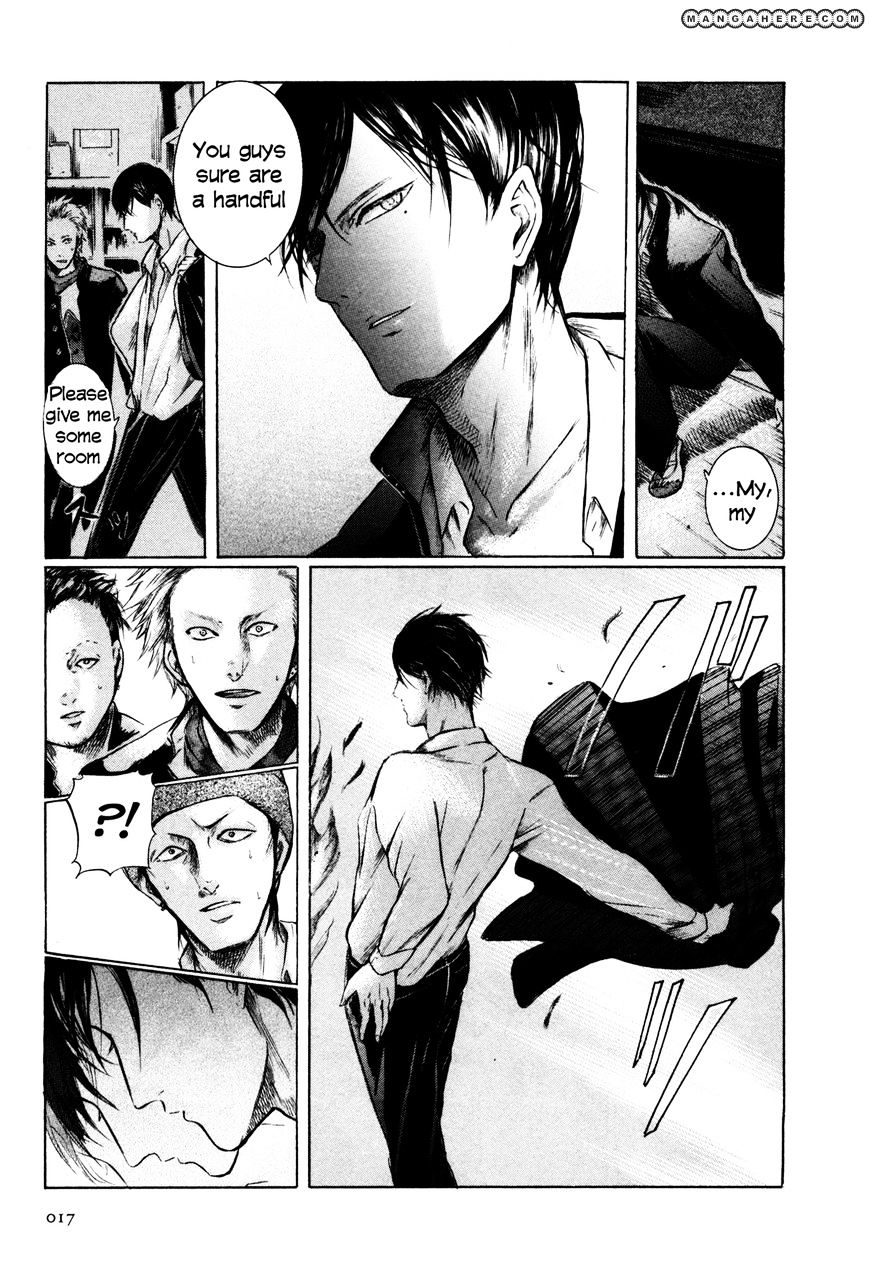 MANGAHERE.COM
...My,
my
You guys
sure are
a handful
Please
give me
some
room
?!
017